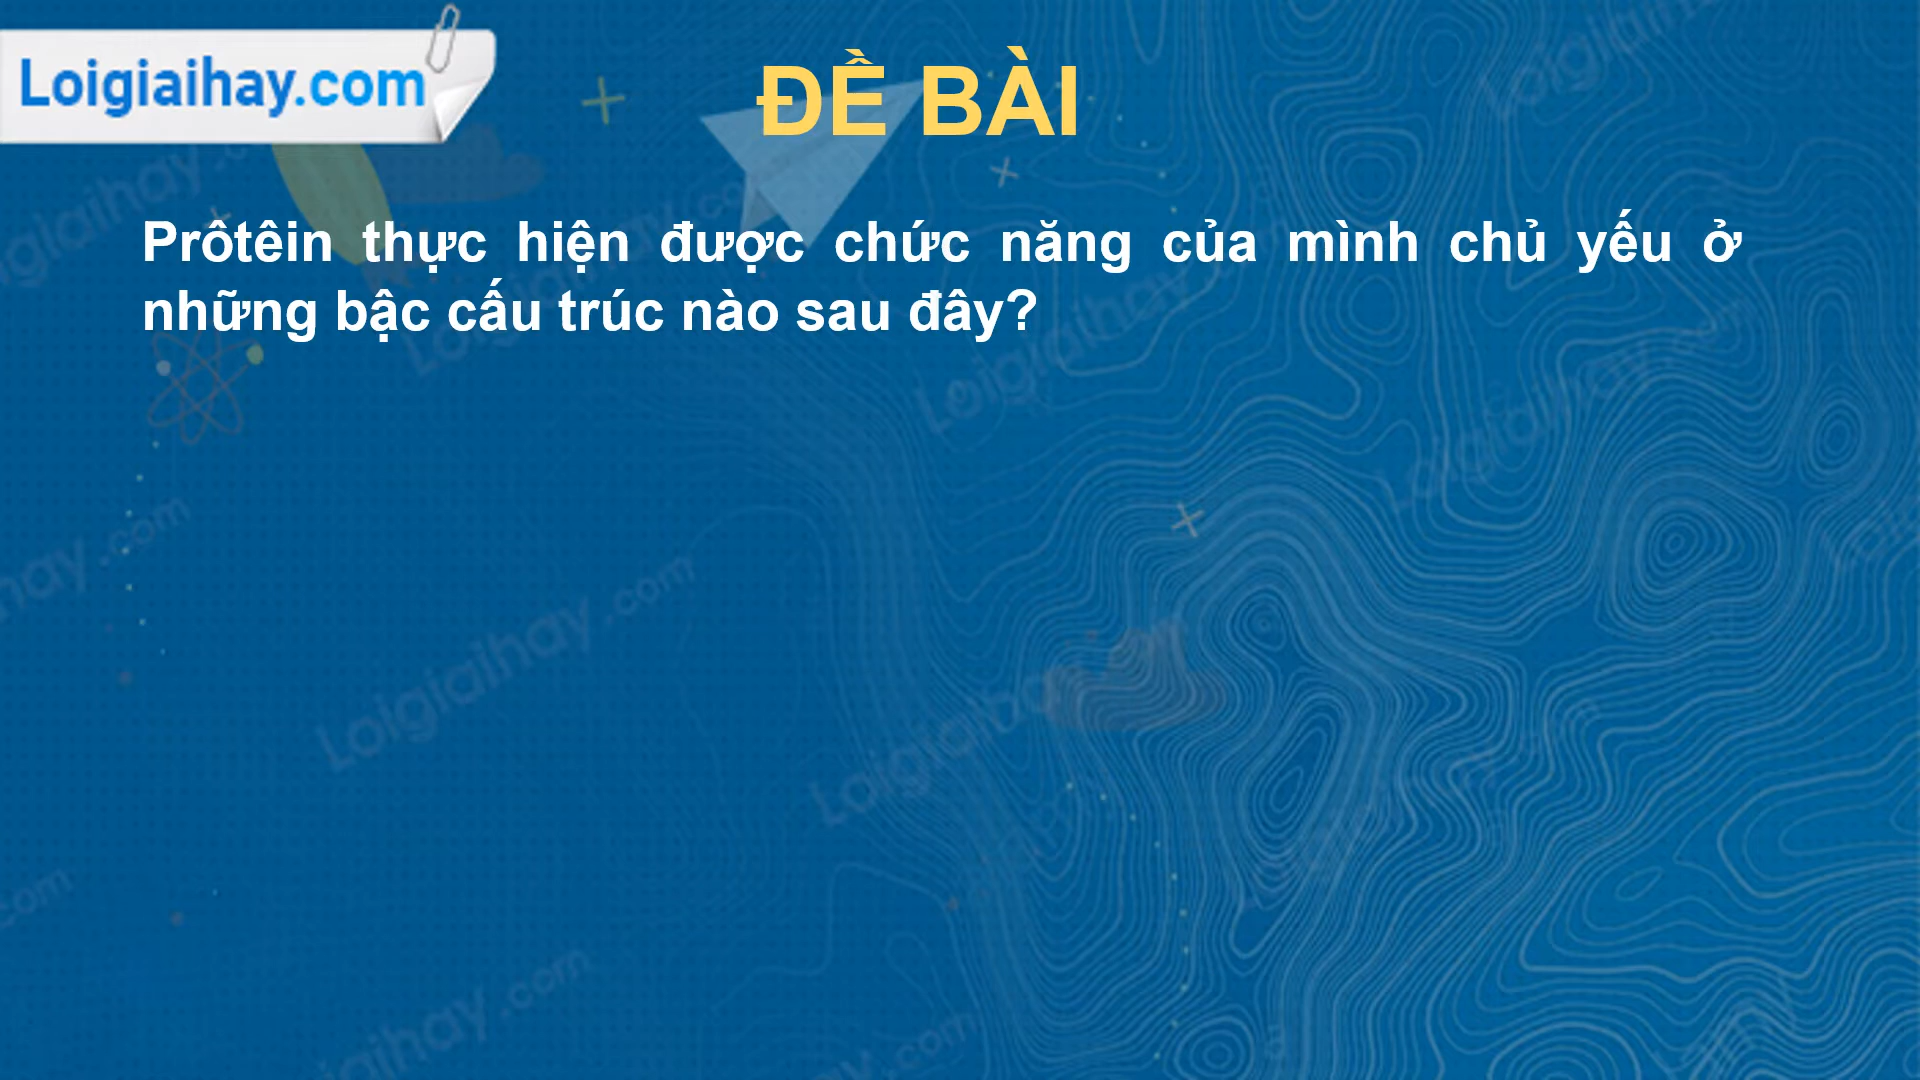 Loigiaihay.com
ĐỀ BÀI
Prôtêin thực hiện được chức năng của mình chủ yếu ở
những bậc cấu trúc nào sau đây?